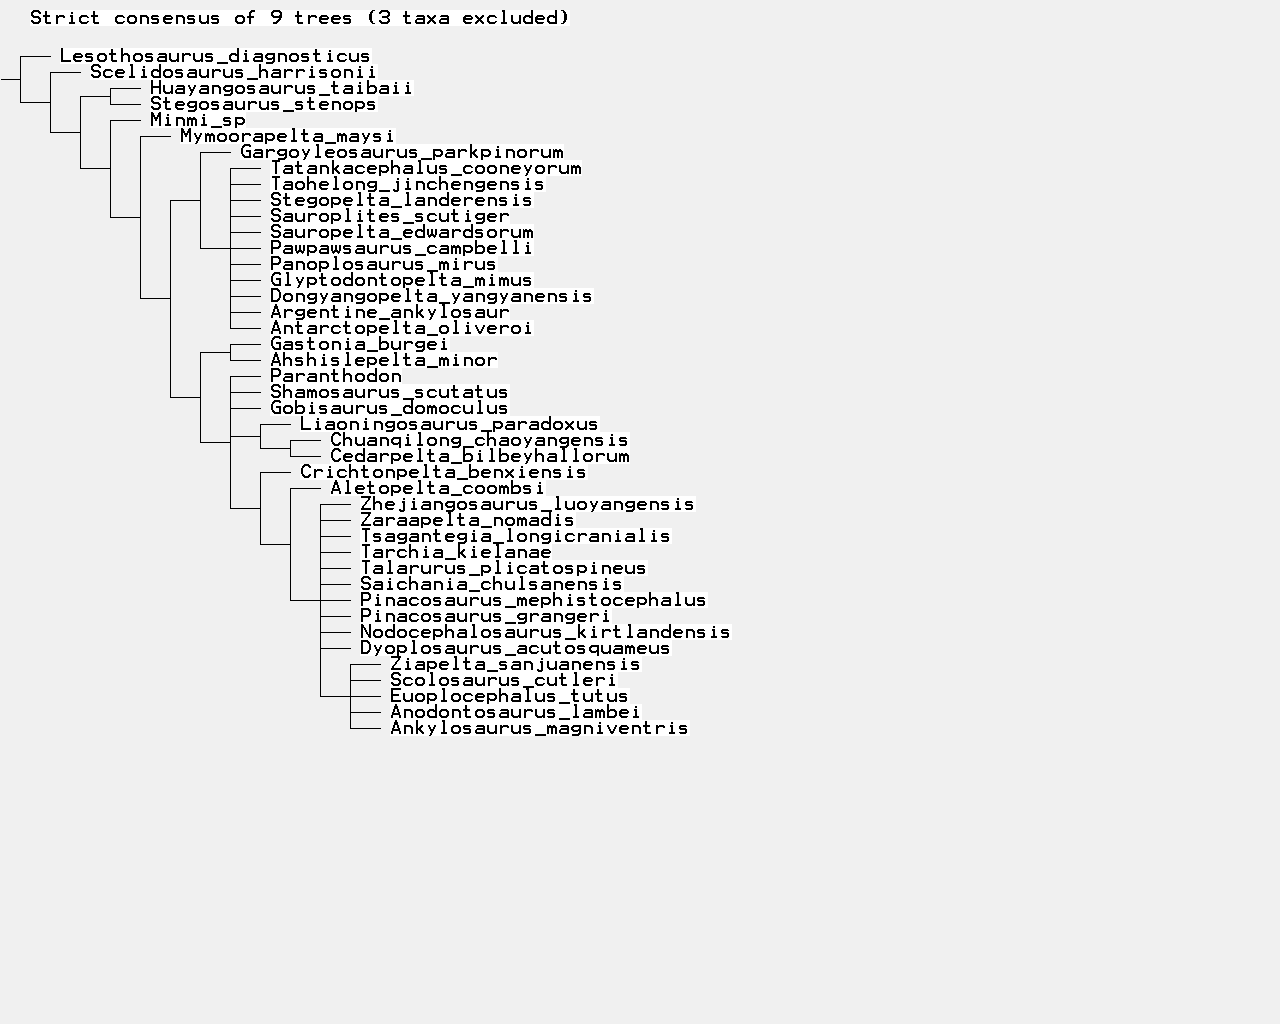 Strict consensus of 9 trees (3 taxa excluded)
Lesothosaurus_diagnosticus
Scelidosaurus_harrisonii
Huayangosaurus_taibaii
Stegosaurus_stenops
Minmi_sp
Mymoorapelta_maysi
Gargoyleosaurus_parkpinorum
Tatankacephalus_cooneyorum
Taohelong_jinchengensis
Stegopelta_landerensis
Sauroplites_scutiger
Sauropelta_edwardsorum
Pawpawsaurus_campbelli
Panoplosaurus_mirus
Glyptodontopelta_mimus
Dongyangopelta_yangyanensis
Argentine_ankylosaur
Antarctopelta_oliveroi
Gastonia_burgei
Ahshislepelta_minor
Paranthodon
Shamosaurus_scutatus
Gobisaurus_domoculus
Liaoningosaurus_paradoxus
Chuanqilong_chaoyangensis
Cedarpelta_bilbeyhallorum
Crichtonpelta_benxiensis
Aletopelta_coombsi
Zhejiangosaurus_luoyangensis
Zaraapelta_nomadis
Tsagantegia_longicranialis
Tarchia_kielanae
Talarurus_plicatospineus
Saichania_chulsanensis
Pinacosaurus_mephistocephalus
Pinacosaurus_grangeri
Nodocephalosaurus_kirtlandensis
Dyoplosaurus_acutosquameus
Ziapelta_sanjuanensis
Scolosaurus_cutleri
Euoplocephalus_tutus
Anodontosaurus_lambei
Ankylosaurus_magniventris